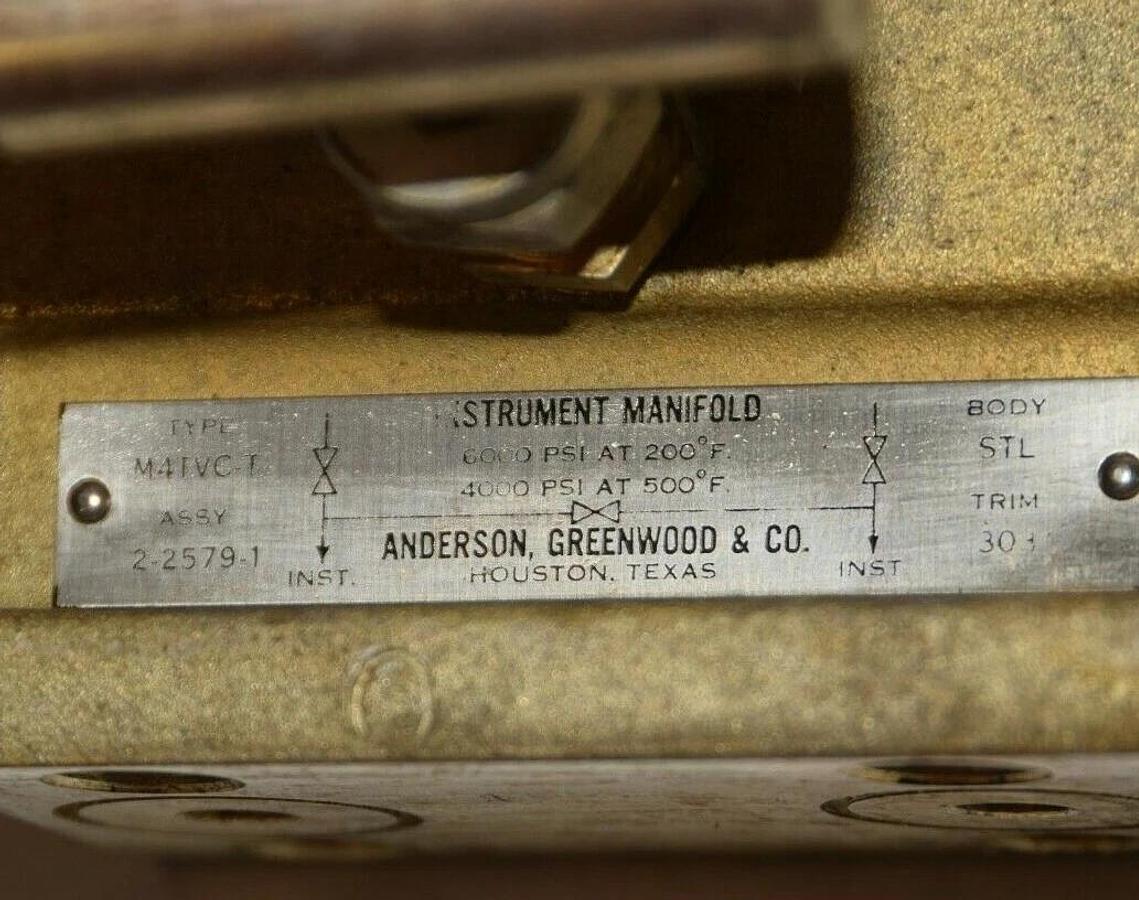 TYPE
M4TVC-T
ASSY
2-2579-1
INST.
STRUMENT MANIFOLD
6000 PSI AT 200°F.
4000 PSI AT 500°F.
ANDERSON, GREENWOOD & CO.
HOUSTON, TEXAS
INST
BODY
STL
TRIM